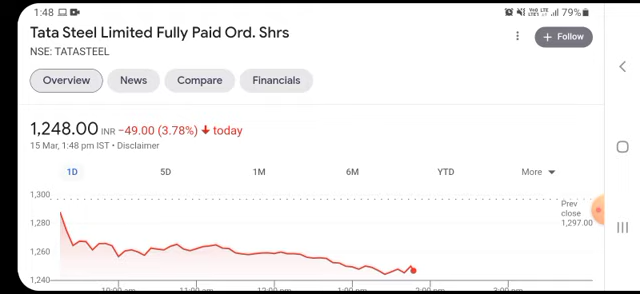 1:48 79%
Tata Steel Limited Fully Paid Ord. Shrs
NSE: TATASTEEL
+ Follow
Overview News Compare Financials
1,248.00 INR −49.00 (3.78%) ↓ today
15 Mar, 1:48 pm IST • Disclaimer
1D 5D 1M 6M YTD More
1,300
Prev
close
1,297.00
1,280
1,260
1,240